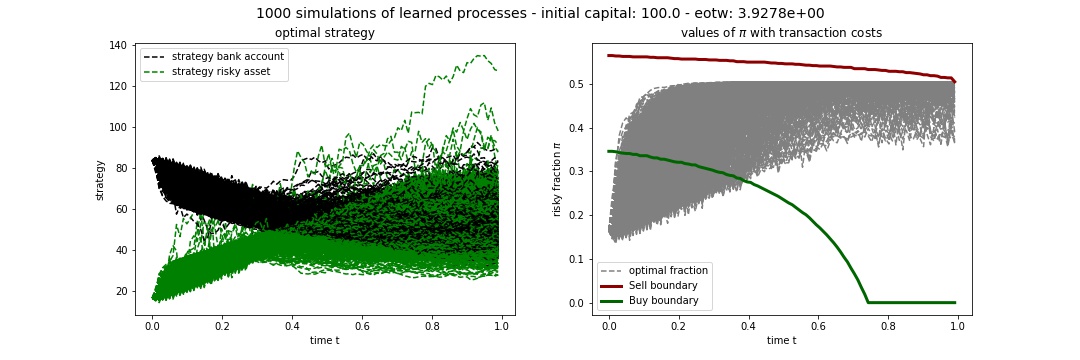 1000 simulations of learned processes - initial capital: 100.0 - eotw: 3.9278e+00
optimal strategy
140
120
100
80
60
40
20
strategy
strategy bank account
strategy risky asset
0.0 0.2 0.4 0.6 0.8 1.0
time t
values of π with transaction costs
0.5
0.4
0.3
0.2
0.1
0.0
risky fraction π
optimal fraction
Sell boundary
Buy boundary
0.0 0.2 0.4 0.6 0.8 1.0
time t